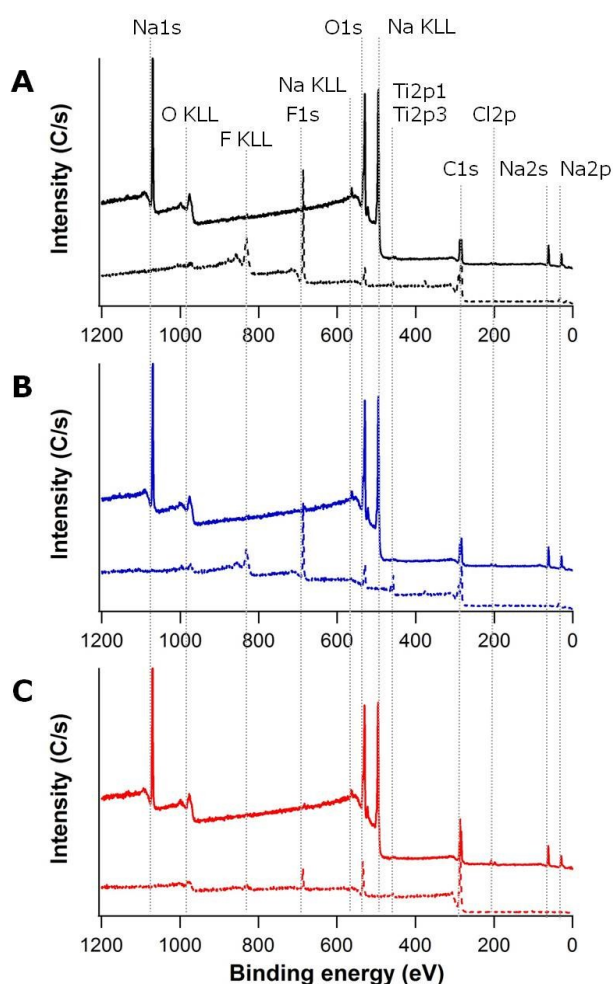 Na1s
O1s
Na KLL
A
Na KLL
Ti2p1
O KLL
F1s
Ti2p3
Cl2p
F KLL
C1s
Na2s
Na2p
Intensity (C/s)
1200 1000 800 600 400 200 0
B
Intensity (C/s)
1200 1000 800 600 400 200 0
C
Intensity (C/s)
1200 1000 800 600 400 200 0
Binding energy (eV)